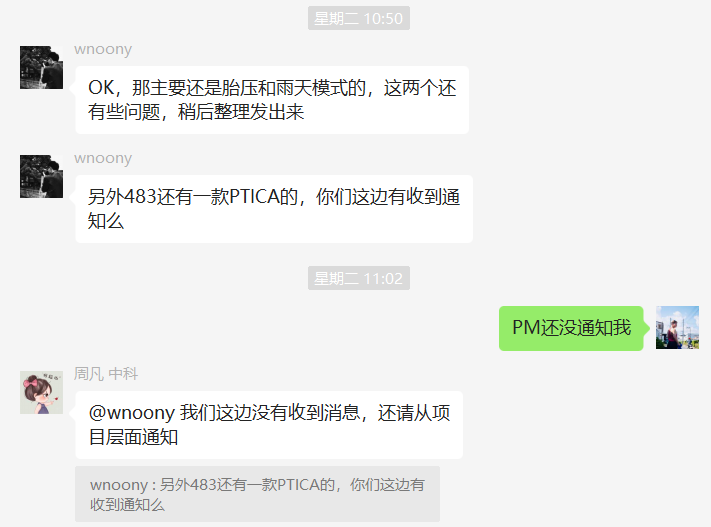 星期二 10:50
wnoony
OK，那主要还是胎压和雨天模式的，这两个还
有些问题，稍后整理发出来
wnoony
另外483还有一款PTICA的，你们这边有收到通
知么
星期二 11:02
PM还没通知我
周凡 中科
@wnoony 我们这边没有收到消息，还请从项
目层面通知
wnoony : 另外483还有一款PTICA的，你们这边有
收到通知么